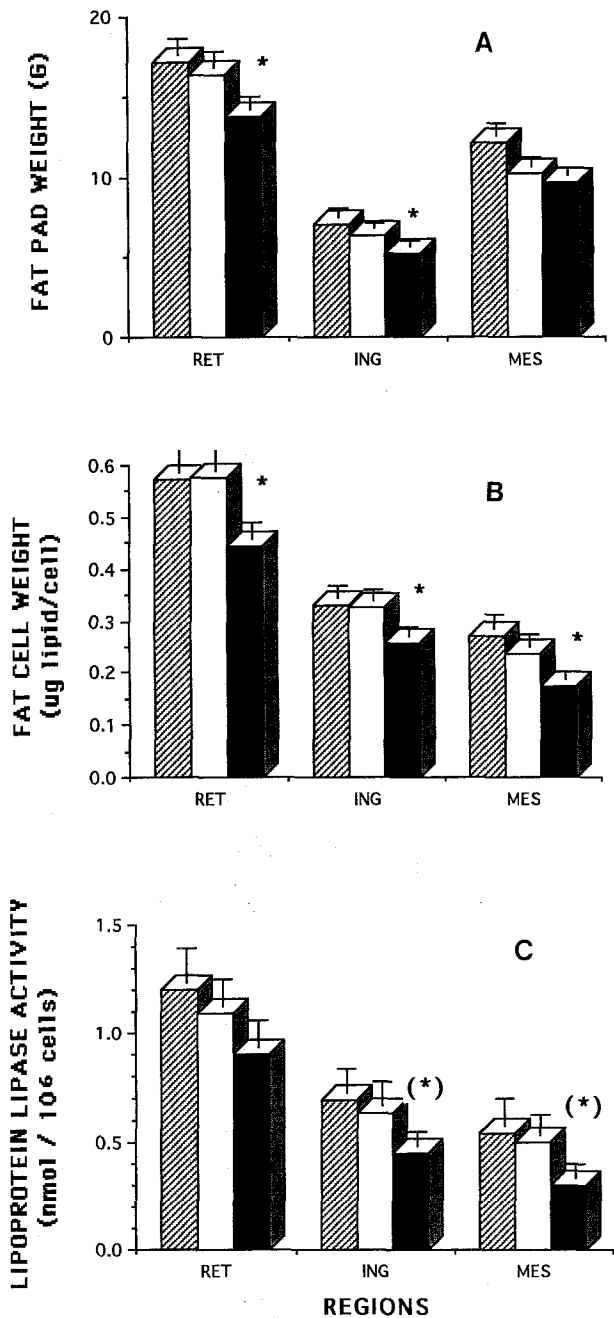 A
FAT PAD WEIGHT (G)
20
10
0
*
*
RET
ING
MES
B
FAT CELL WEIGHT
(ug lipid/cell)
0.6
0.5
0.4
0.3
0.2
0.1
0.0
*
*
*
RET
ING
MES
C
LIPOPROTEIN LIPASE ACTIVITY
(nmol / 10⁶ cells)
1.5
1.0
0.5
0.0
(*)
(*)
RET
ING
MES
REGIONS